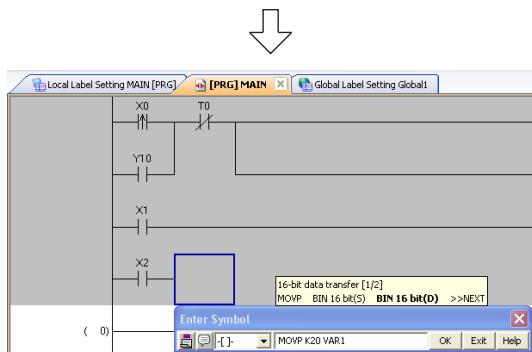 Local Label Setting MAIN [PRG] [PRG] MAIN Global Label Setting Global1
X0 T0
Y10
X1
X2
16-bit data transfer [1/2]
MOVP BIN 16 bit(S) BIN 16 bit(D) >>NEXT
Enter Symbol
( 0) -[ ]- MOVP K20 VAR1 OK Exit Help